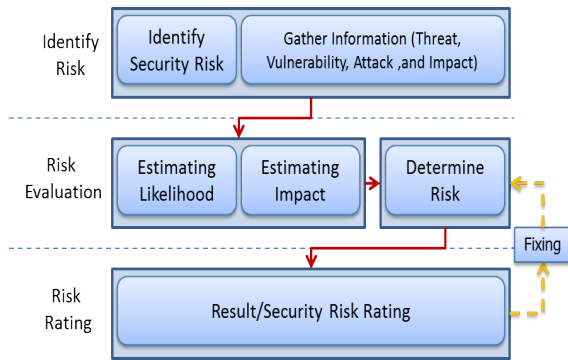 Identify
Risk
Identify
Security Risk
Gather Information (Threat,
Vulnerability, Attack ,and Impact)
Risk
Evaluation
Estimating
Likelihood
Estimating
Impact
Determine
Risk
Fixing
Risk
Rating
Result/Security Risk Rating